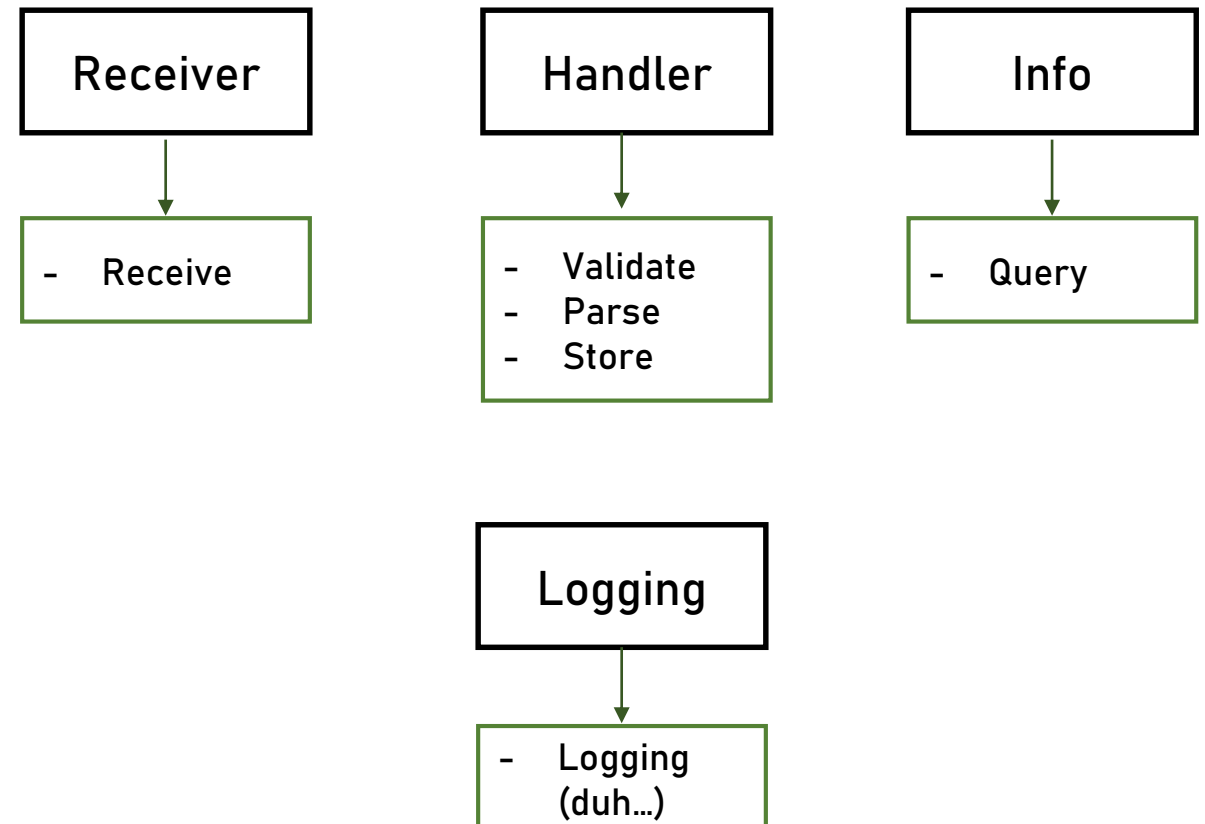 Receiver
Handler
Info
- Receive
- Validate
- Parse
- Store
- Query
Logging
- Logging
(duh…)